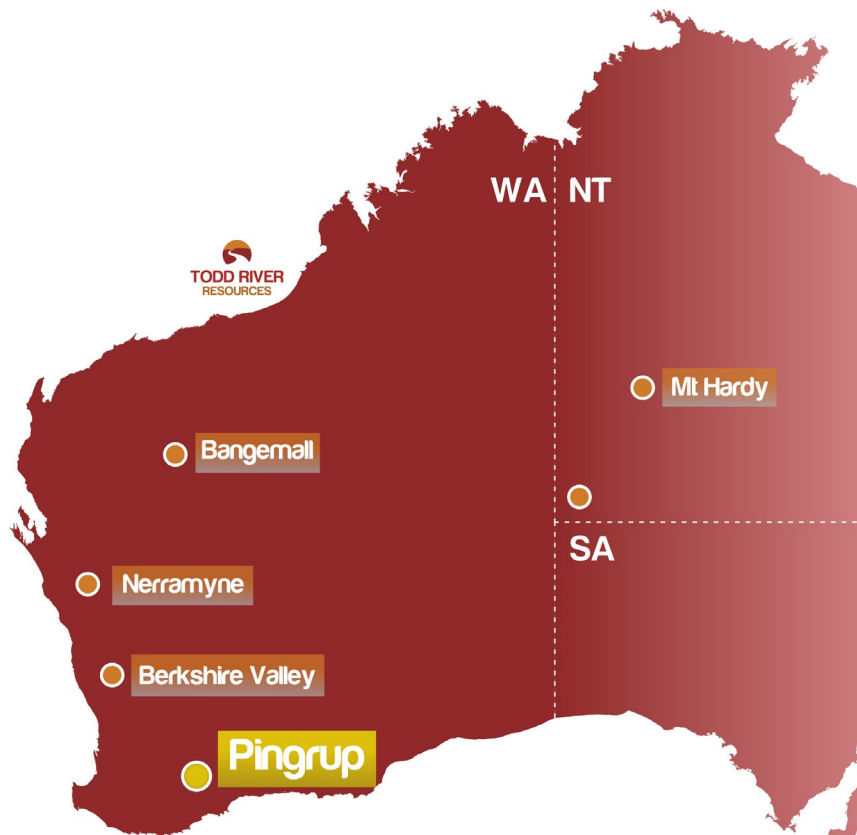 WA NT
TODD RIVER
RESOURCES
Mt Hardy
Bangemall
SA
Nerramyne
Berkshire Valley
Pingrup